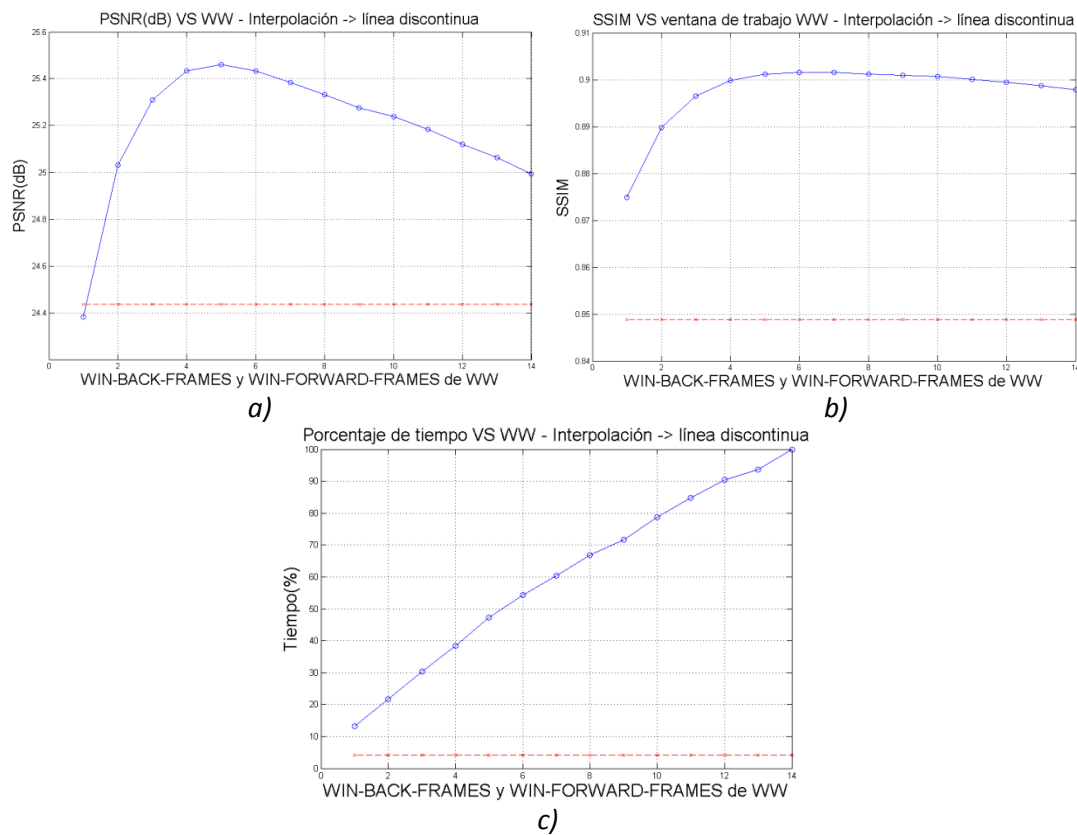 PSNR(dB) VS WW - Interpolación -> línea discontinua
25.6
25.4
25.2
25
24.8
24.6
24.4
PSNR(dB)
0 2 4 6 8 10 12 14
WIN-BACK-FRAMES y WIN-FORWARD-FRAMES de WW
a)
SSIM VS ventana de trabajo WW - Interpolación -> línea discontinua
0.91
0.9
0.89
0.88
0.87
0.86
0.85
0.84
SSIM
0 2 4 6 8 10 12 14
WIN-BACK-FRAMES y WIN-FORWARD-FRAMES de WW
b)
Porcentaje de tiempo VS WW - Interpolación -> línea discontinua
100
90
80
70
60
50
40
30
20
10
0
Tiempo(%)
0 2 4 6 8 10 12 14
WIN-BACK-FRAMES y WIN-FORWARD-FRAMES de WW
c)